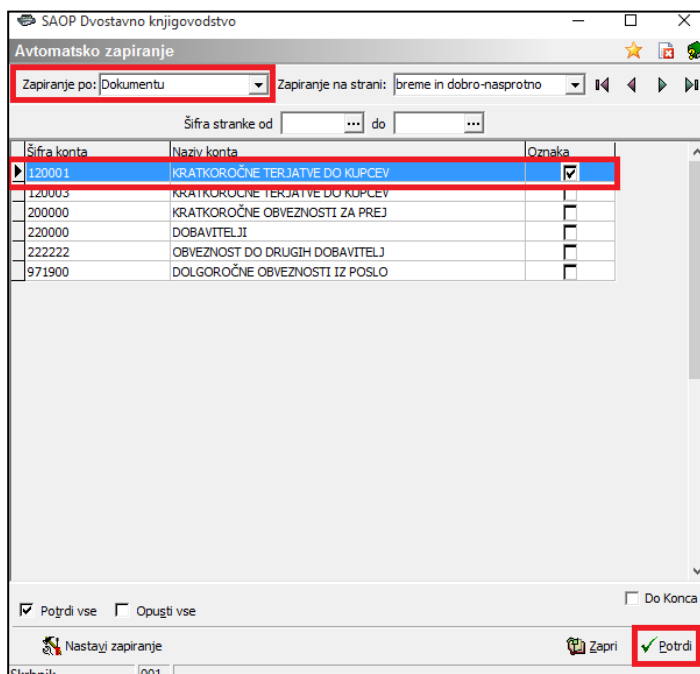 SAOP Dvostavno knjigovodstvo
Avtomatsko zapiranje
Zapiranje po: Dokumentu Zapiranje na strani: breme in dobro-nasprotno
Šifra stranke od ... do ...
Šifra konta Naziv konta Oznaka
120001 KRATKOROČNE TERJATVE DO KUPCEV
120003 KRATKOROČNE TERJATVE DO KUPCEV
200000 KRATKOROČNE OBVEZNOSTI ZA PREJ
220000 DOBAVITELJI
222222 OBVEZNOST DO DRUGIH DOBAVITELJ
971900 DOLGOROČNE OBVEZNOSTI IZ POSLO
Do Konca
Potrdi vse Opusti vse
Nastavi zapiranje Zapri Potrdi
Skrbnik 001